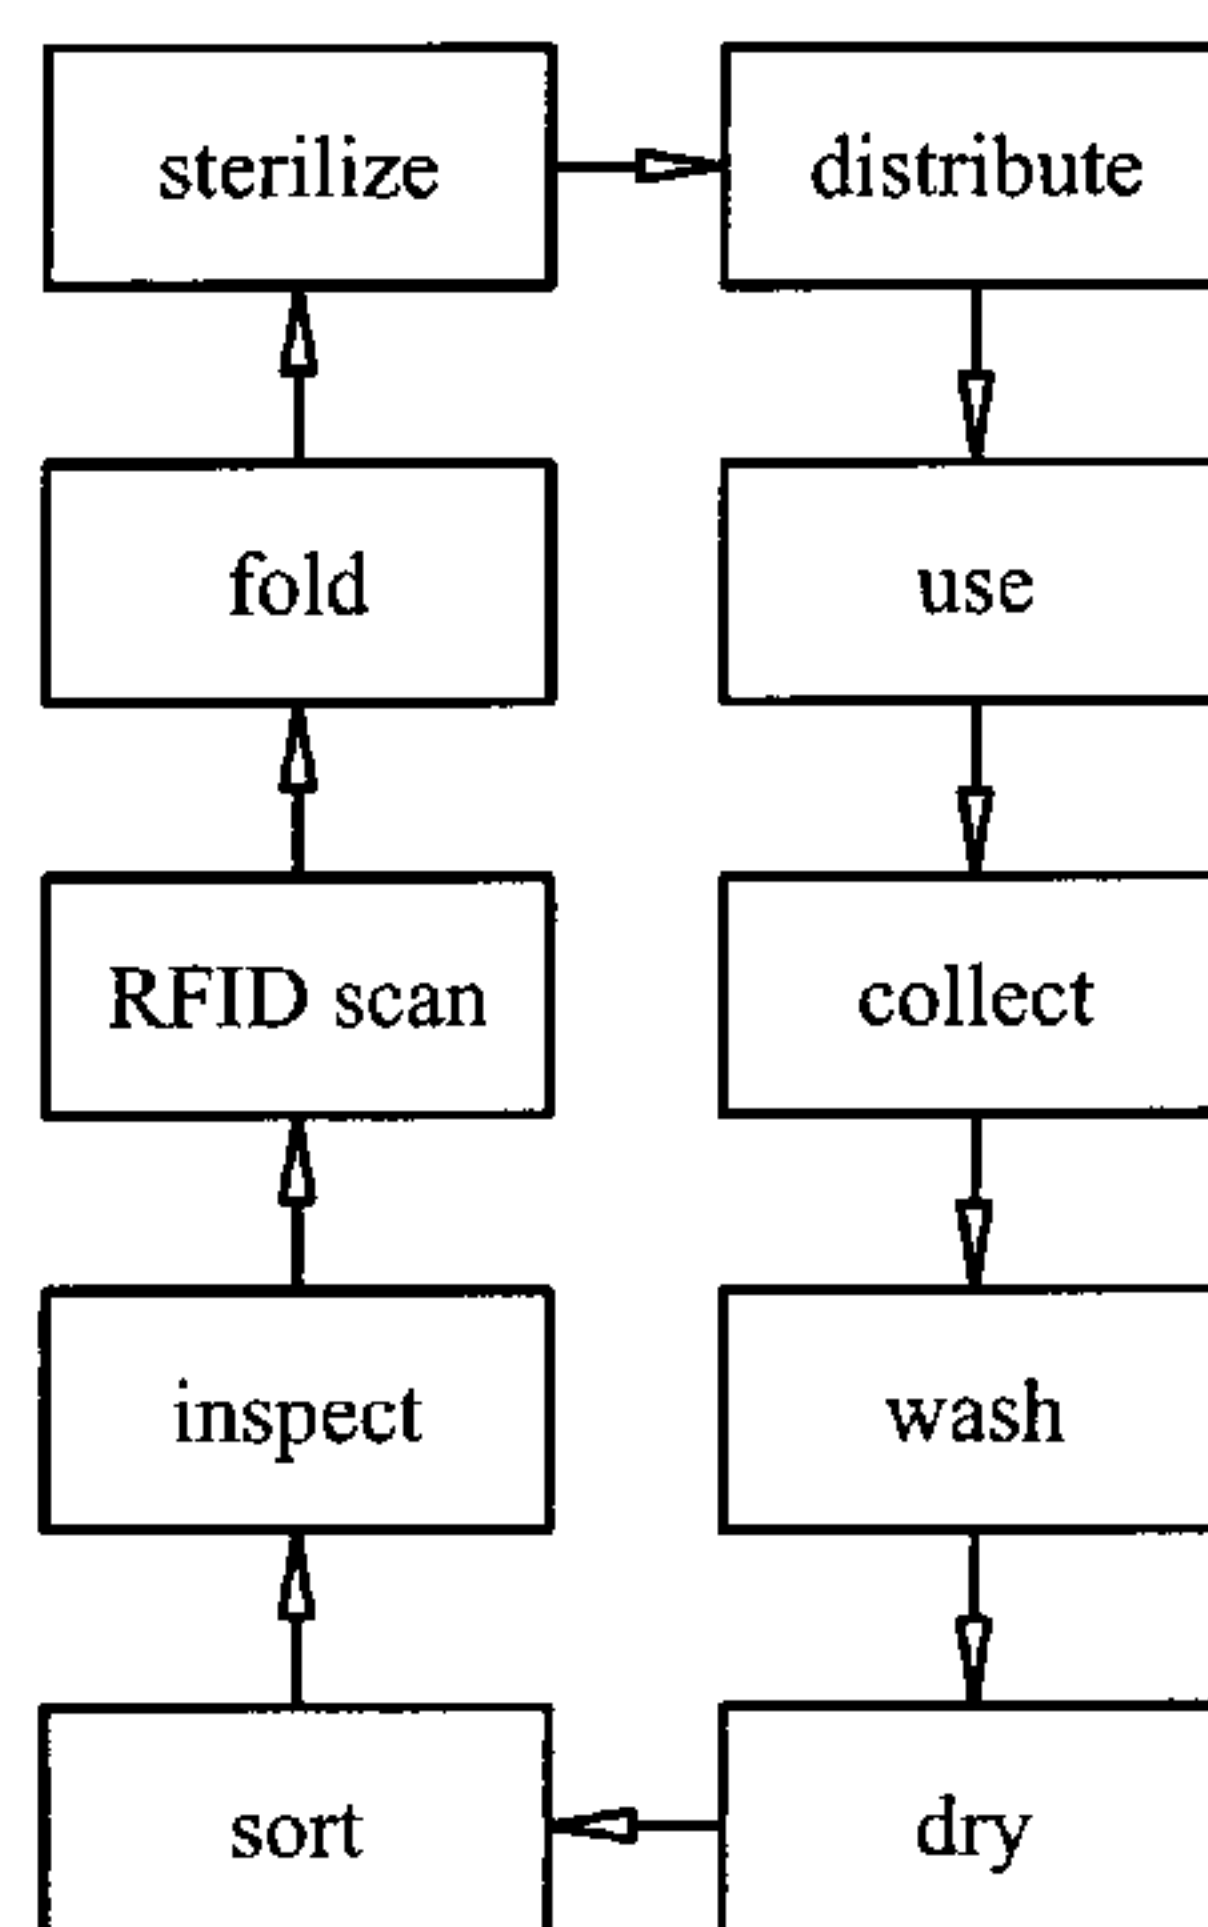 sterilize
distribute
fold
use
RFID scan
collect
inspect
wash
sort
dry